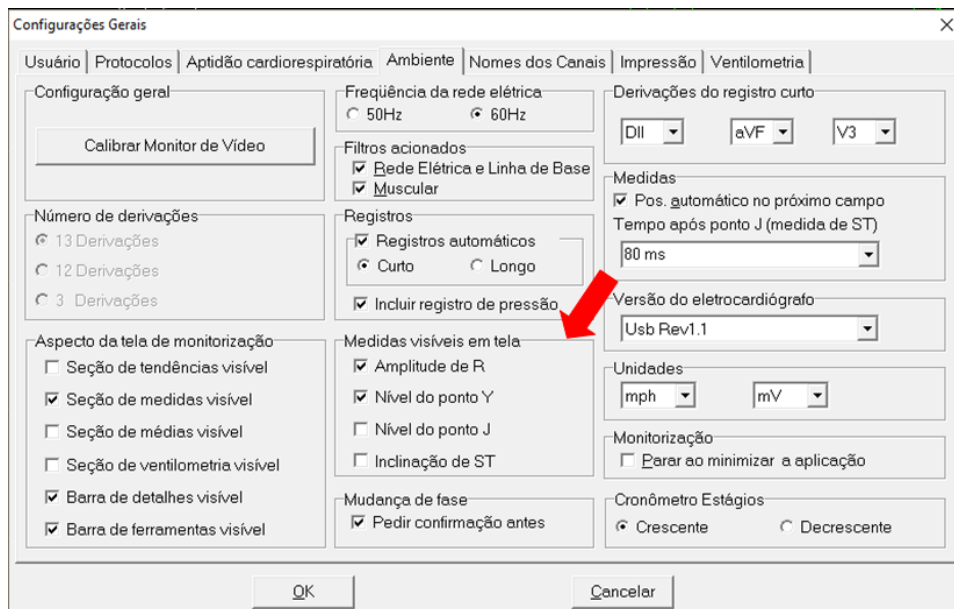 Configurações Gerais
Usuário
Protocolos
Aptidão cardiorespiratória
Ambiente
Nomes dos Canais
Impressão
Ventilometria
Configuração geral
Calibrar Monitor de Vídeo
Número de derivações
13 Derivações
12 Derivações
3 Derivações
Aspecto da tela de monitorização
Seção de tendências visível
Seção de medidas visível
Seção de médias visível
Seção de ventilometria visível
Barra de detalhes visível
Barra de ferramentas visível
Freqüência da rede elétrica
50Hz 60Hz
Filtros acionados
Rede Elétrica e Linha de Base
Muscular
Registros
Registros automáticos
Curto Longo
Incluir registro de pressão
Medidas visíveis em tela
Amplitude de R
Nível do ponto Y
Nível do ponto J
Inclinação de ST
Mudança de fase
Pedir confirmação antes
Derivações do registro curto
DII aVF V3
Medidas
Pos. automático no próximo campo
Tempo após ponto J (medida de ST)
80 ms
Versão do eletrocardiógrafo
Usb Rev1.1
Unidades
mph mV
Monitorização
Parar ao minimizar a aplicação
Cronômetro Estágios
Crescente Decrescente
OK Cancelar